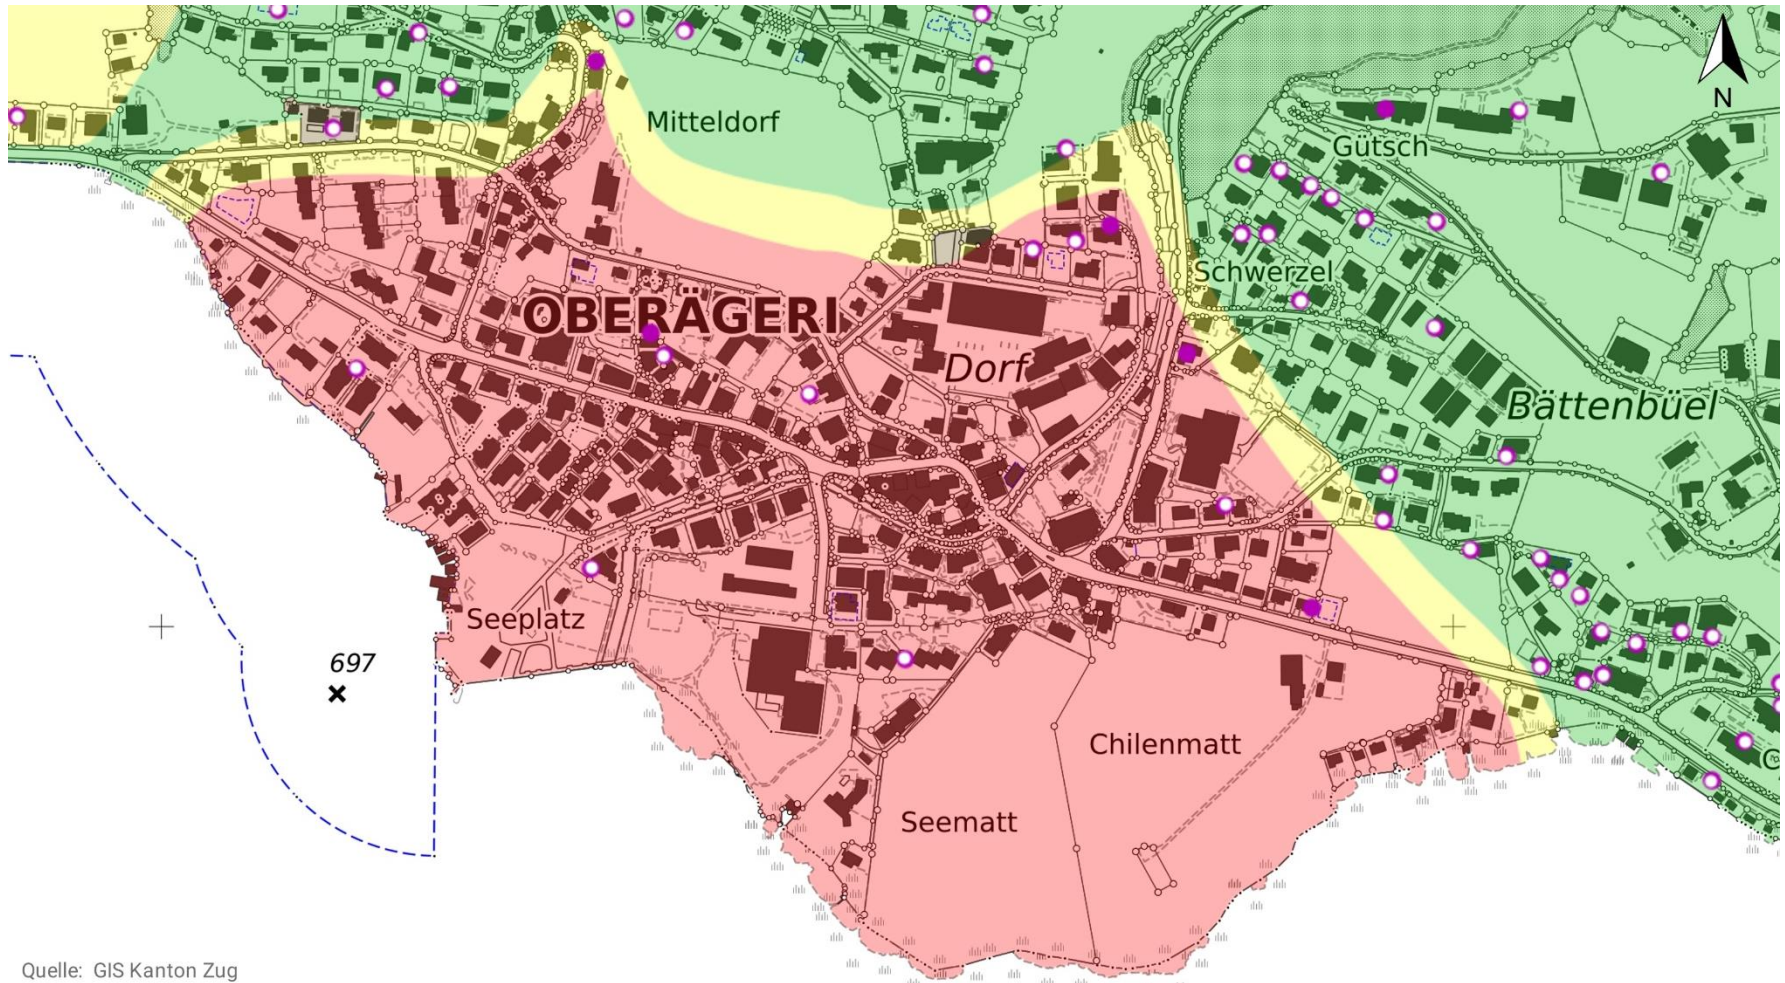 N
Mitteldorf
Gütsch
Schwerzel
OBERÄGERI
Dorf
Bättenbüel
Seeplatz
697
Chilenmatt
Seematt
Quelle: GIS Kanton Zug